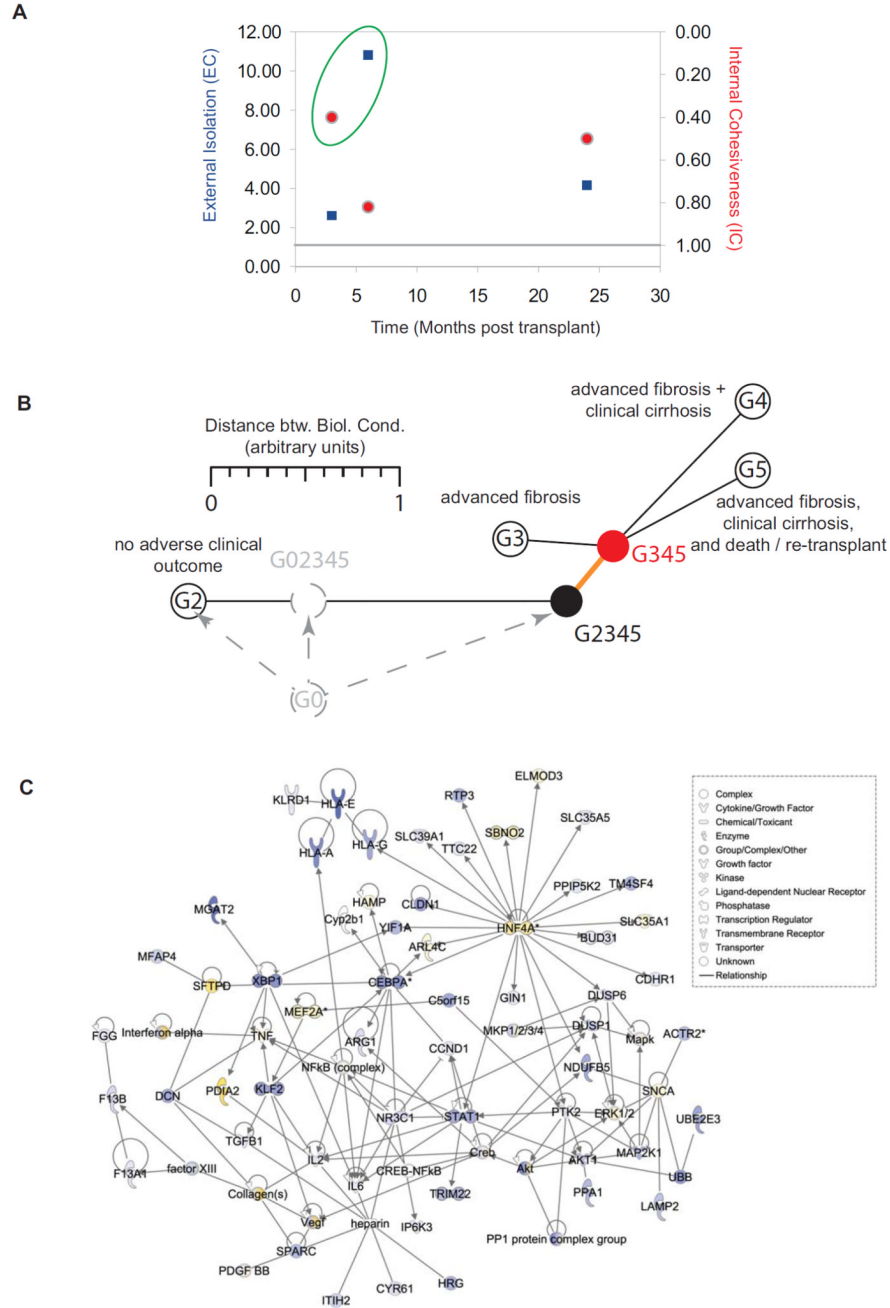 A
12.00
10.00
8.00
6.00
4.00
2.00
0.00
External Isolation (EC)
0.00
0.20
0.40
0.60
0.80
1.00
Internal Cohesiveness (IC)
0 5 10 15 20 25 30
Time (Months post transplant)
B
Distance btw. Biol. Cond.
(arbitrary units)
0 1
advanced fibrosis +
clinical cirrhosis
G4
G5
advanced fibrosis
G3
G345
advanced fibrosis,
clinical cirrhosis,
and death / re-transplant
no adverse clinical
outcome
G02345
G2
G2345
G0
C
KLRD1
HLA-E
HLA-A
HLA-G
RTP3
ELMOD3
SLC39A1
SBNO2
SLC35A5
TTC22
PPIP5K2
TM4SF4
MGAT2
HAMP
CLDN1
Cyp2b1
YIF1A
HNF4A*
SLC35A1
BUD31
MFAP4
ARL4C
SFTPD
XBP1
CEBPA*
CDHR1
MEF2A*
C5orf15
GIN1
DUSP6
FGG
Interferon alpha
TNF
ARG1
MKP1/2/3/4
DUSP1
Mapk
ACTR2*
NFkB (complex)
CCND1
NDUFB5
F13B
DCN
PDIA2
KLF2
SNCA
NR3C1
STAT1
PTK2
ERK1/2
UBE2E3
TGFB1
IL2
Creb
MAP2K1
F13A1
factor XIII
IL6
CREB-NFkB
Akt
AKT1
UBB
Collagen(s)
TRIM22
PPA1
LAMP2
Vegf
heparin
IP6K3
SPARC
PP1 protein complex group
PDGF BB
ITIH2
CYR61
HRG
Complex
Cytokine/Growth Factor
Chemical/Toxicant
Enzyme
Group/Complex/Other
Growth factor
Kinase
Ligand-dependent Nuclear Receptor
Phosphatase
Transcription Regulator
Transmembrane Receptor
Transporter
Unknown
Relationship